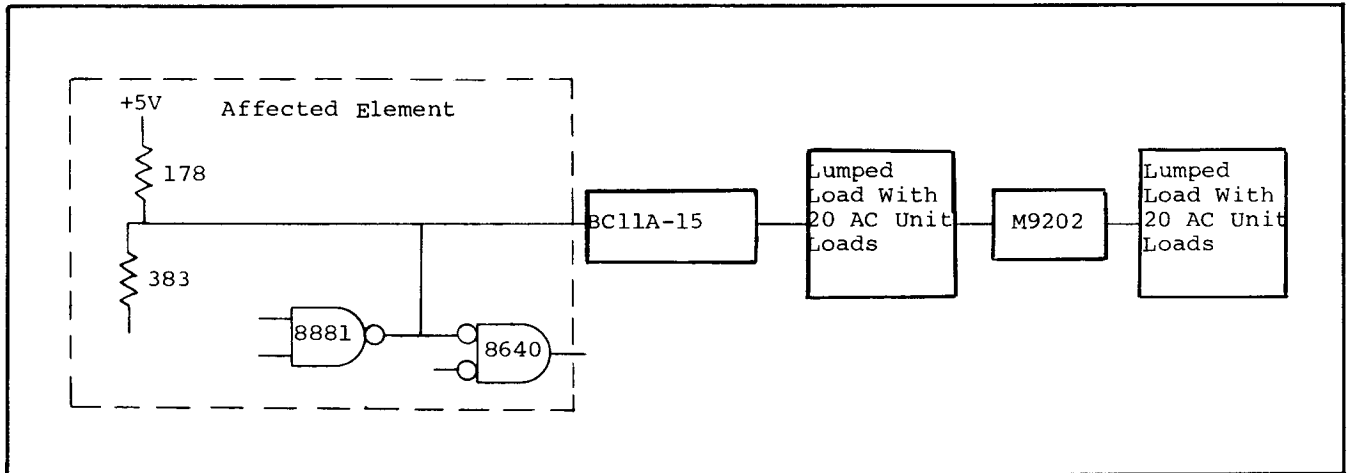 +5V
Affected Element
178
383
8881
8640
BC11A-15
Lumped
Load With
20 AC Unit
Loads
M9202
Lumped
Load With
20 AC Unit
Loads